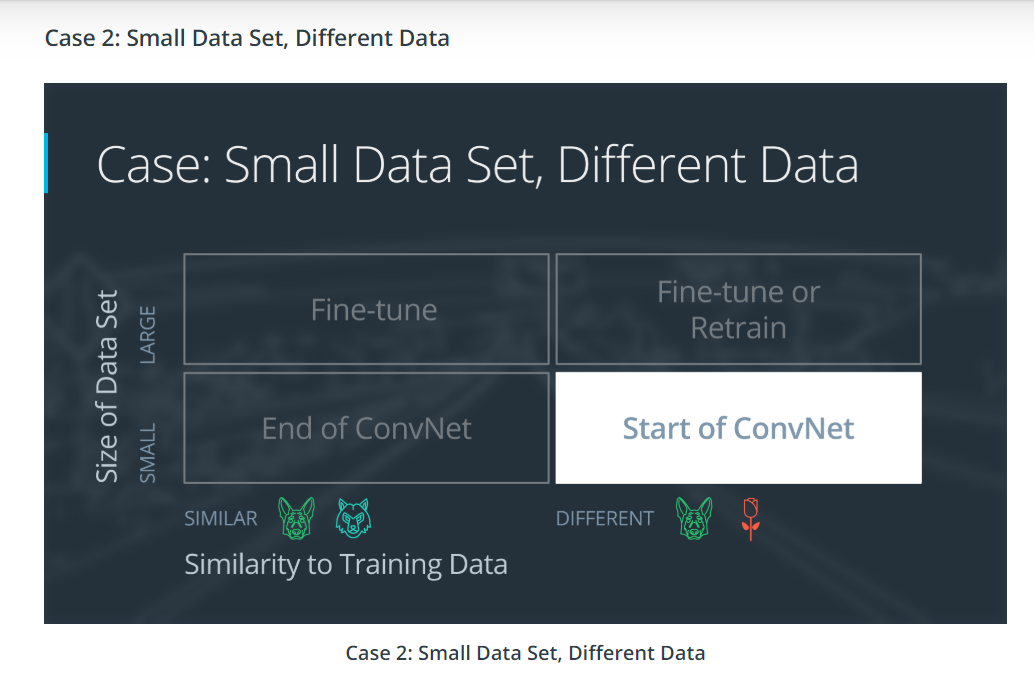 Case 2: Small Data Set, Different Data
Case: Small Data Set, Different Data
Size of Data Set
LARGE
SMALL
Fine-tune
Fine-tune or
Retrain
End of ConvNet
Start of ConvNet
SIMILAR
DIFFERENT
Similarity to Training Data
Case 2: Small Data Set, Different Data